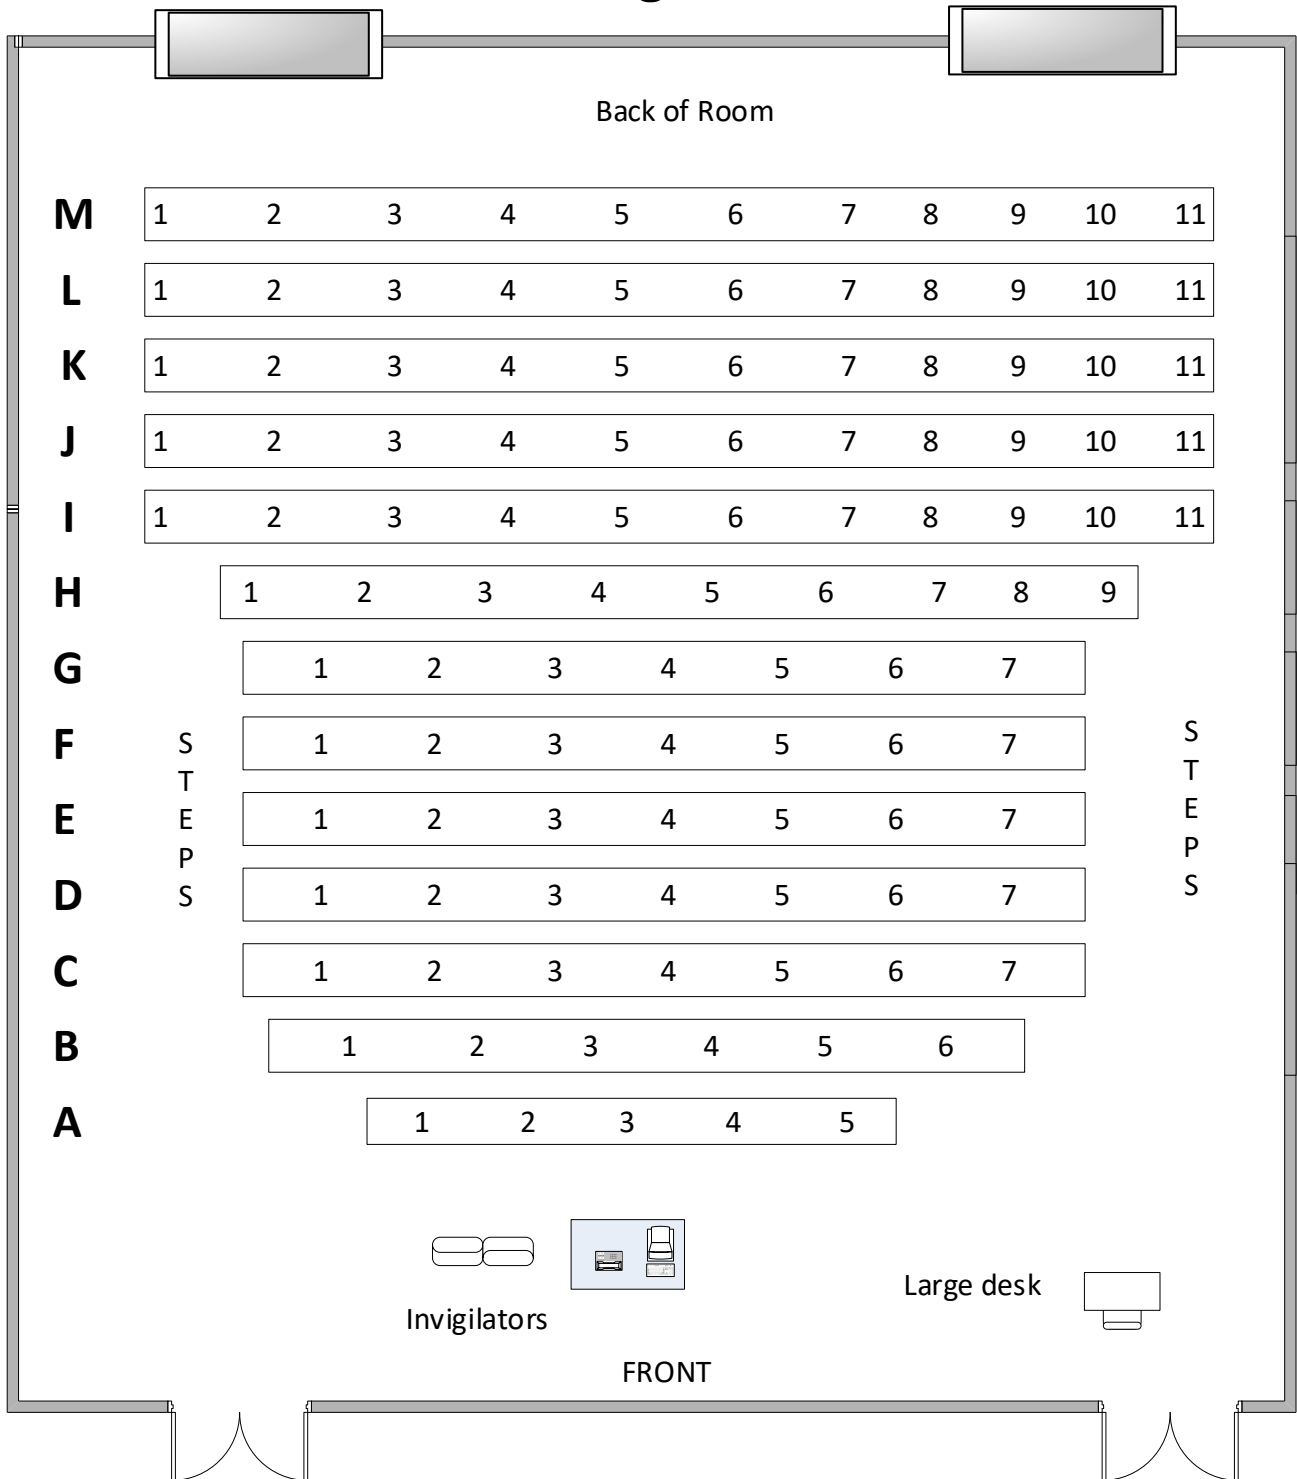 Back of Room
M 1 2 3 4 5 6 7 8 9 10 11
L 1 2 3 4 5 6 7 8 9 10 11
K 1 2 3 4 5 6 7 8 9 10 11
J 1 2 3 4 5 6 7 8 9 10 11
I 1 2 3 4 5 6 7 8 9 10 11
H 1 2 3 4 5 6 7 8 9
G 1 2 3 4 5 6 7
F 1 2 3 4 5 6 7
E 1 2 3 4 5 6 7
D 1 2 3 4 5 6 7
C 1 2 3 4 5 6 7
B 1 2 3 4 5 6
A 1 2 3 4 5
STEPS
STEPS
Invigilators
Large desk
FRONT